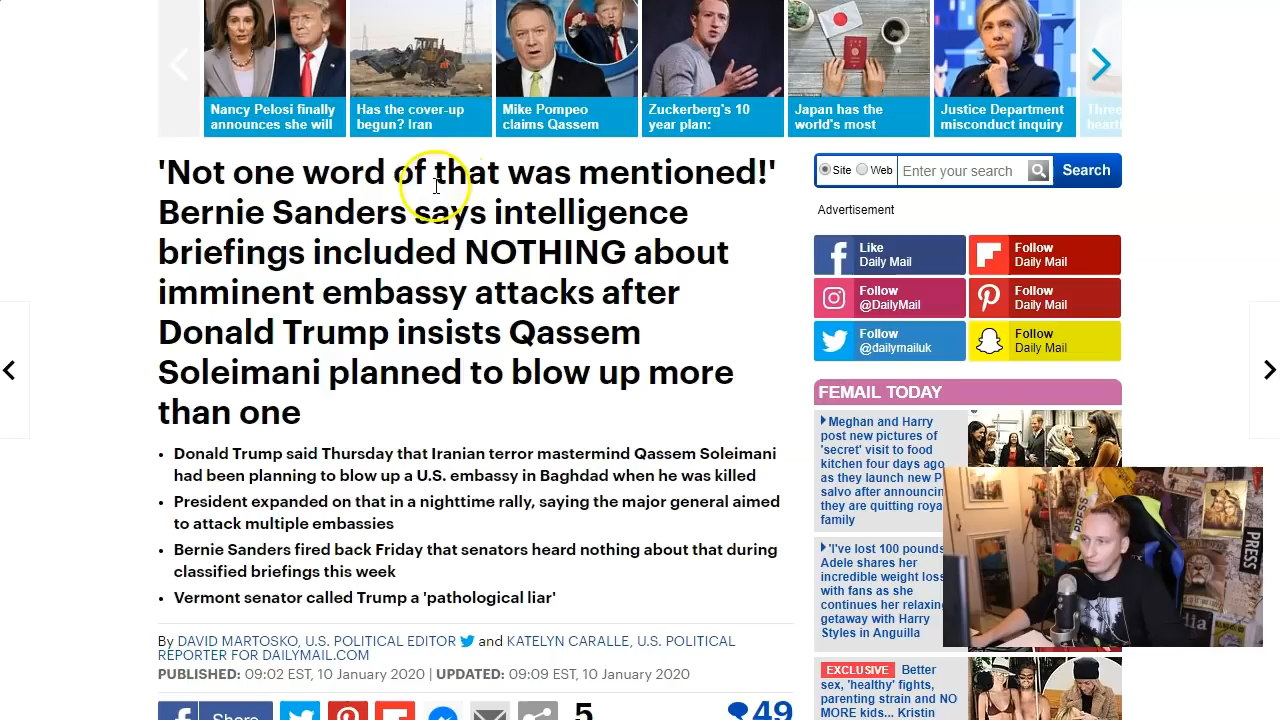 Nancy Pelosi finally
announces she will
Has the cover-up
begun? Iran
Mike Pompeo
claims Qassem
Zuckerberg's 10
year plan:
Japan has the
world's most
Justice Department
misconduct inquiry
'Not one word of that was mentioned!'
Bernie Sanders says intelligence
briefings included NOTHING about
imminent embassy attacks after
Donald Trump insists Qassem
Soleimani planned to blow up more
than one
• Donald Trump said Thursday that Iranian terror mastermind Qassem Soleimani
had been planning to blow up a U.S. embassy in Baghdad when he was killed
• President expanded on that in a nighttime rally, saying the major general aimed
to attack multiple embassies
• Bernie Sanders fired back Friday that senators heard nothing about that during
classified briefings this week
• Vermont senator called Trump a 'pathological liar'
By DAVID MARTOSKO, U.S. POLITICAL EDITOR and KATELYN CARALLE, U.S. POLITICAL
REPORTER FOR DAILYMAIL.COM
PUBLISHED: 09:02 EST, 10 January 2020 | UPDATED: 09:09 EST, 10 January 2020
Share
5
49
Site Web Enter your search Search
Advertisement
Like
Daily Mail
Follow
Daily Mail
Follow
@DailyMail
Follow
Daily Mail
Follow
@dailymailuk
Follow
Daily Mail
FEMAIL TODAY
Meghan and Harry
post new pictures of
'secret' visit to food
kitchen four days ago
as they launch new P
salvo after announcin
they are quitting roya
family
'I've lost 100 pounds
Adele shares her
incredible weight loss
with fans as she
continues her relaxing
getaway with Harry
Styles in Anguilla
EXCLUSIVE Better
sex, 'healthy' fights,
parenting strain and NO
MORE kids... Kristin
PRESS
PRESS